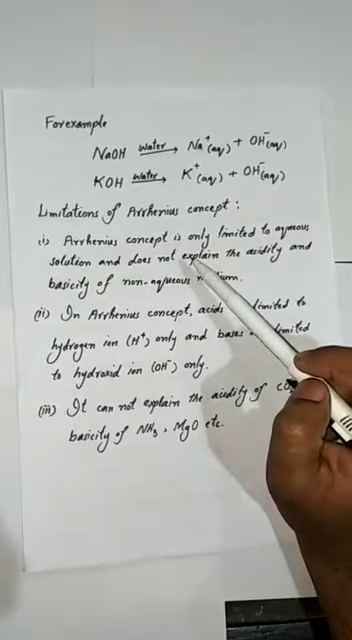 For example
NaOH water → Na⁺(aq) + OH⁻(aq)
KOH water → K⁺(aq) + OH⁻(aq)
Limitations of Arrhenius concept :
(i) Arrhenius concept is only limited to aqueous
solution and does not explain the acidity and
basicity of non-aqueous
(ii) In Arrhenius concept, acids limited to
hydrogen ion (H⁺) only and bases limited
to hydroxid ion (OH⁻) only.
(iii) It can not explain the acidity of
basicity of NH₃, MgO etc.